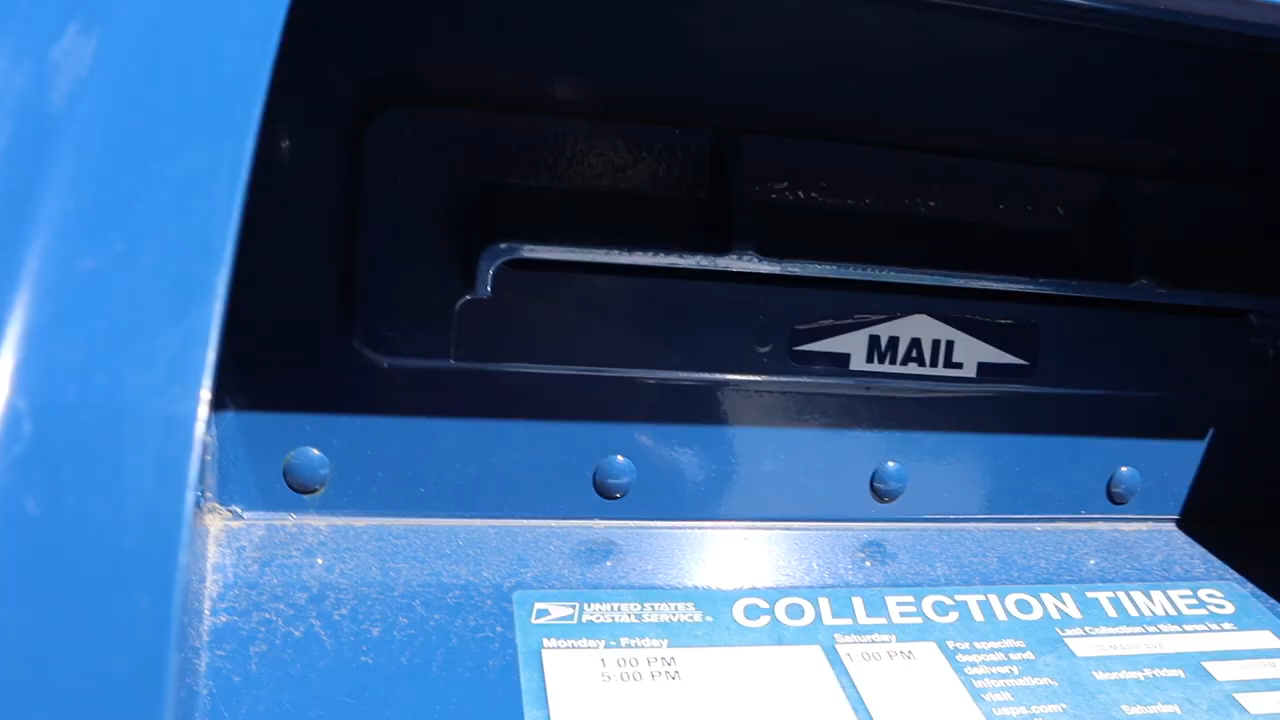 MAIL
UNITED STATES
POSTAL SERVICE®
COLLECTION TIMES
Monday - Friday
1:00 PM
5:00 PM
Saturday
1:00 PM
For specific
deposit and
delivery
information,
visit
usps.com®
Last Collection in this area is at:
Monday-Friday
Saturday